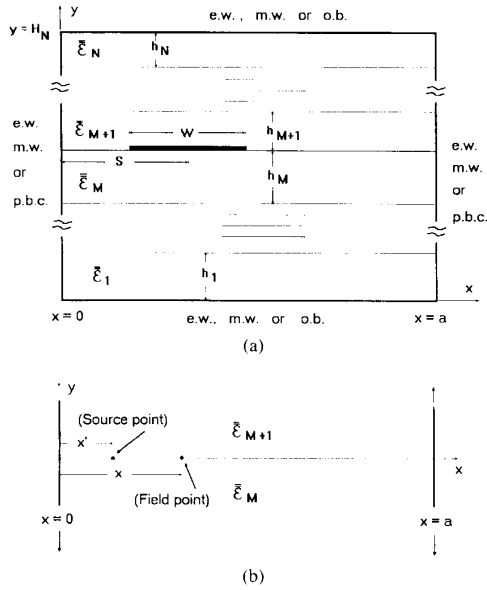 y
e.w., m.w. or o.b.
y = H_N
ε̿_N
h_N
e.w.
m.w.
or
p.b.c.
ε̿_M+1
W
h_M+1
S
ε̿_M
h_M
e.w.
m.w.
or
p.b.c.
ε̿_1
h_1
x
x = 0
e.w., m.w. or o.b.
x = a
(a)
y
(Source point)
x'
ε̿_M+1
x
x
(Field point)
ε̿_M
x = 0
x = a
(b)